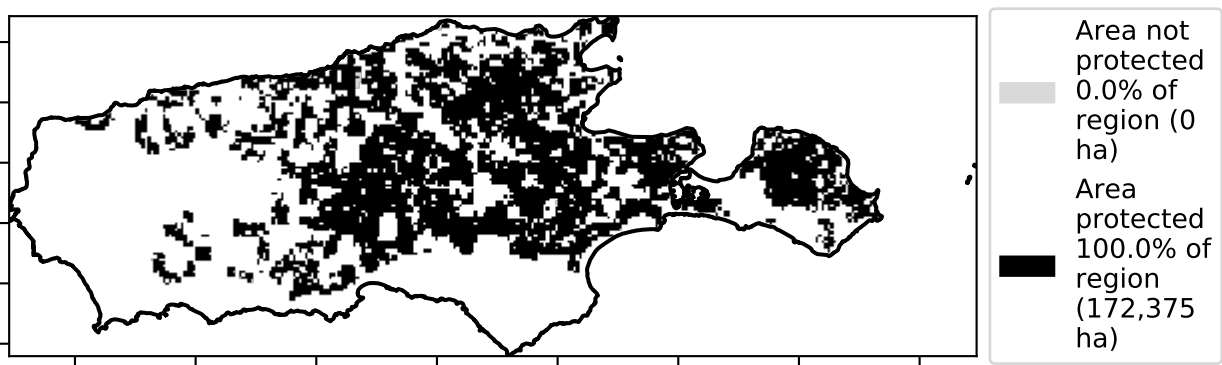 Area not
protected
0.0% of
region (0
ha)
Area
protected
100.0% of
region
(172,375
ha)